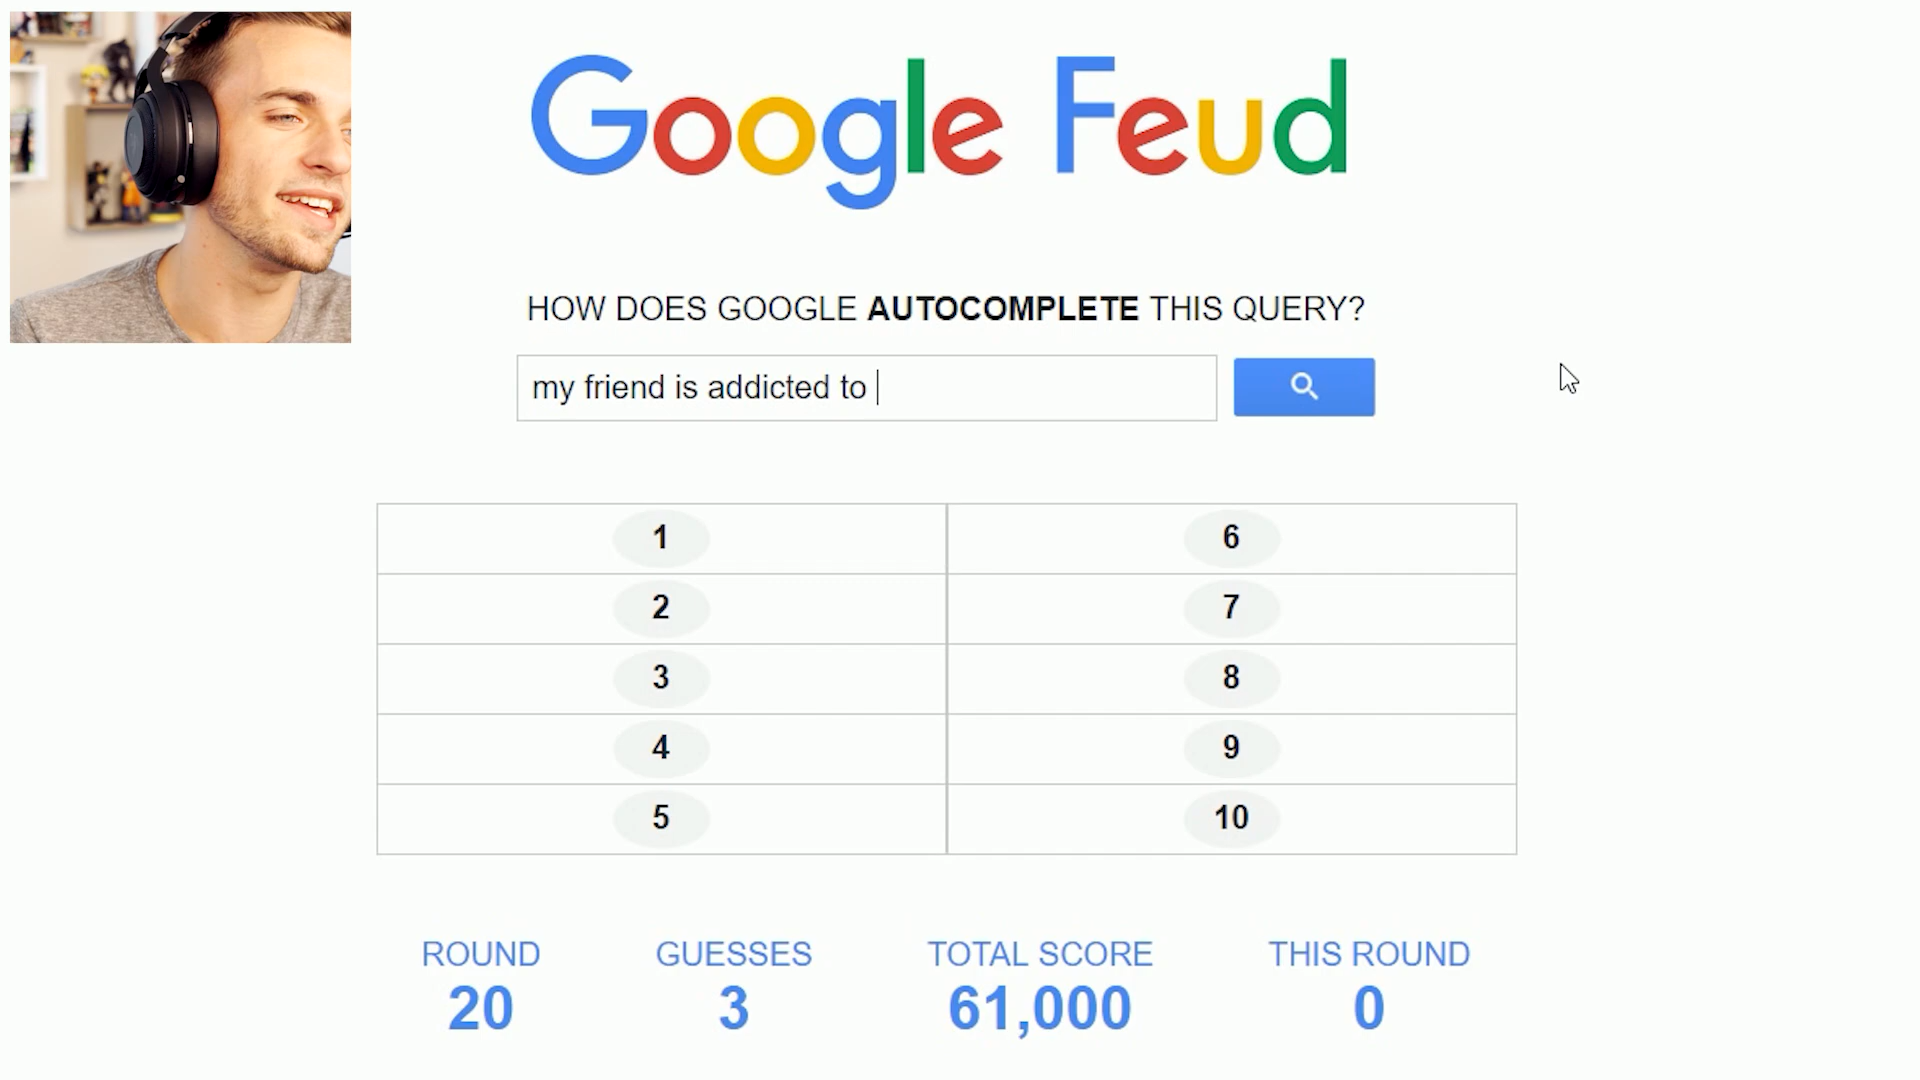 Google Feud
HOW DOES GOOGLE AUTOCOMPLETE THIS QUERY?
my friend is addicted to
1
6
2
7
3
8
4
9
5
10
ROUND GUESSES TOTAL SCORE THIS ROUND
20 3 61,000 0